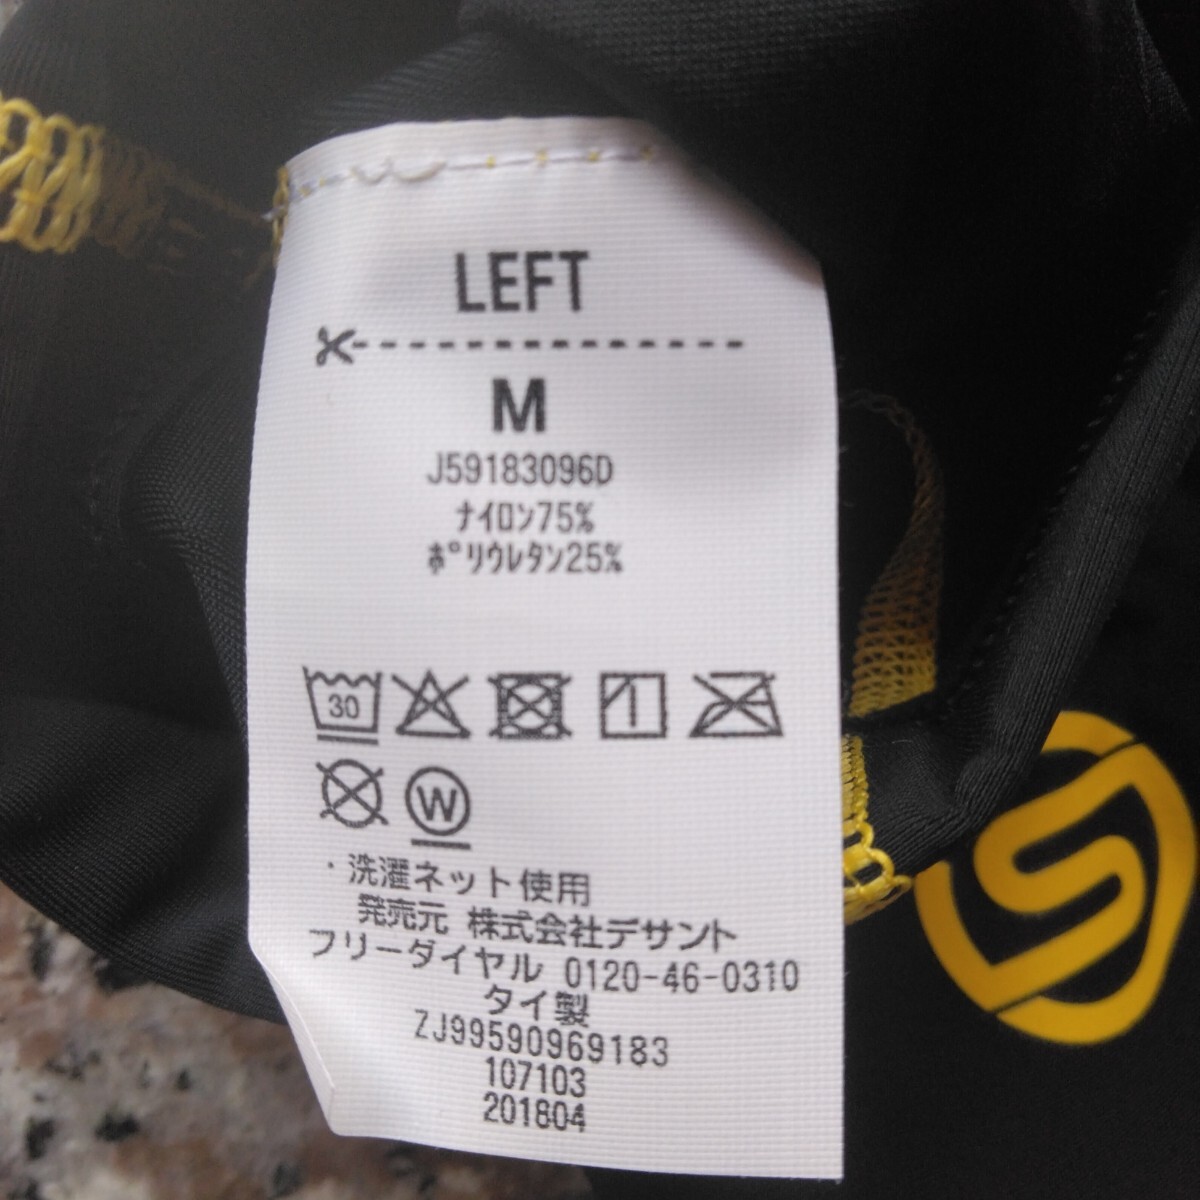 LEFT
M
J59183096D
ﾅｲﾛﾝ75%
ﾎﾟﾘｳﾚﾀﾝ25%
30
W
・洗濯ネット使用
発売元 株式会社デサント
フリーダイヤル 0120-46-0310
タイ製
ZJ99590969183
107103
201804